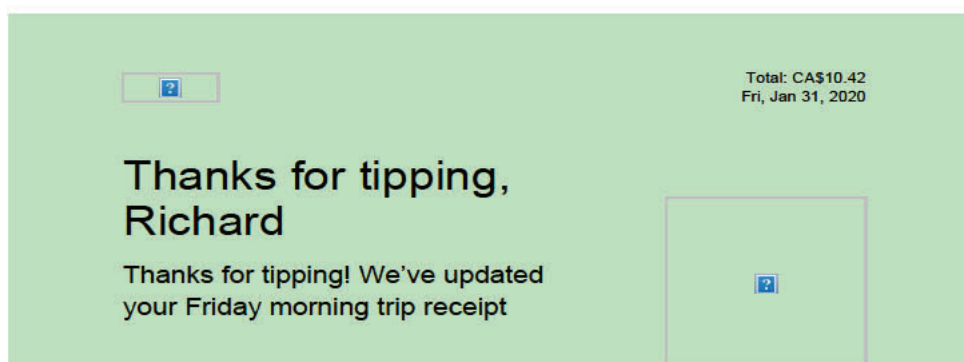 Total: CA$10.42
Fri, Jan 31, 2020
Thanks for tipping,
Richard
Thanks for tipping! We've updated
your Friday morning trip receipt